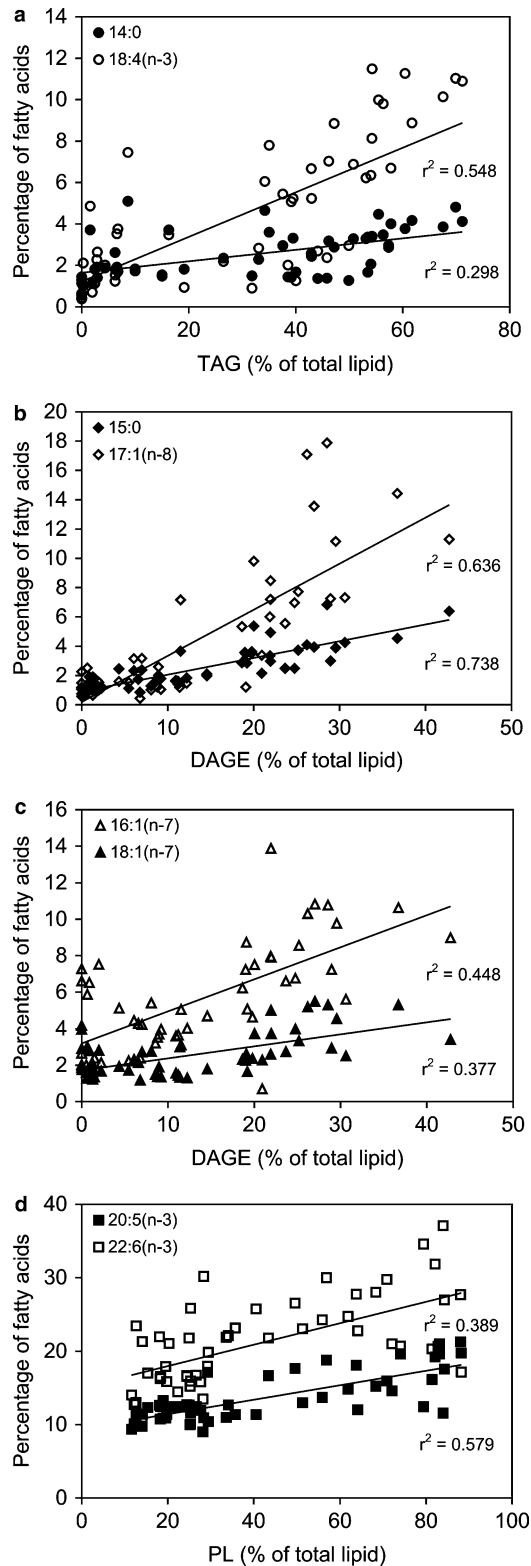 a
14:0
18:4(n-3)
Percentage of fatty acids
14
12
10
8
6
4
2
0
r² = 0.548
r² = 0.298
0 20 40 60 80
TAG (% of total lipid)
b
15:0
17:1(n-8)
Percentage of fatty acids
20
18
16
14
12
10
8
6
4
2
0
r² = 0.636
r² = 0.738
0 10 20 30 40 50
DAGE (% of total lipid)
c
16:1(n-7)
18:1(n-7)
Percentage of fatty acids
16
14
12
10
8
6
4
2
0
r² = 0.448
r² = 0.377
0 10 20 30 40 50
DAGE (% of total lipid)
d
20:5(n-3)
22:6(n-3)
Percentage of fatty acids
40
30
20
10
0
r² = 0.389
r² = 0.579
0 20 40 60 80 100
PL (% of total lipid)